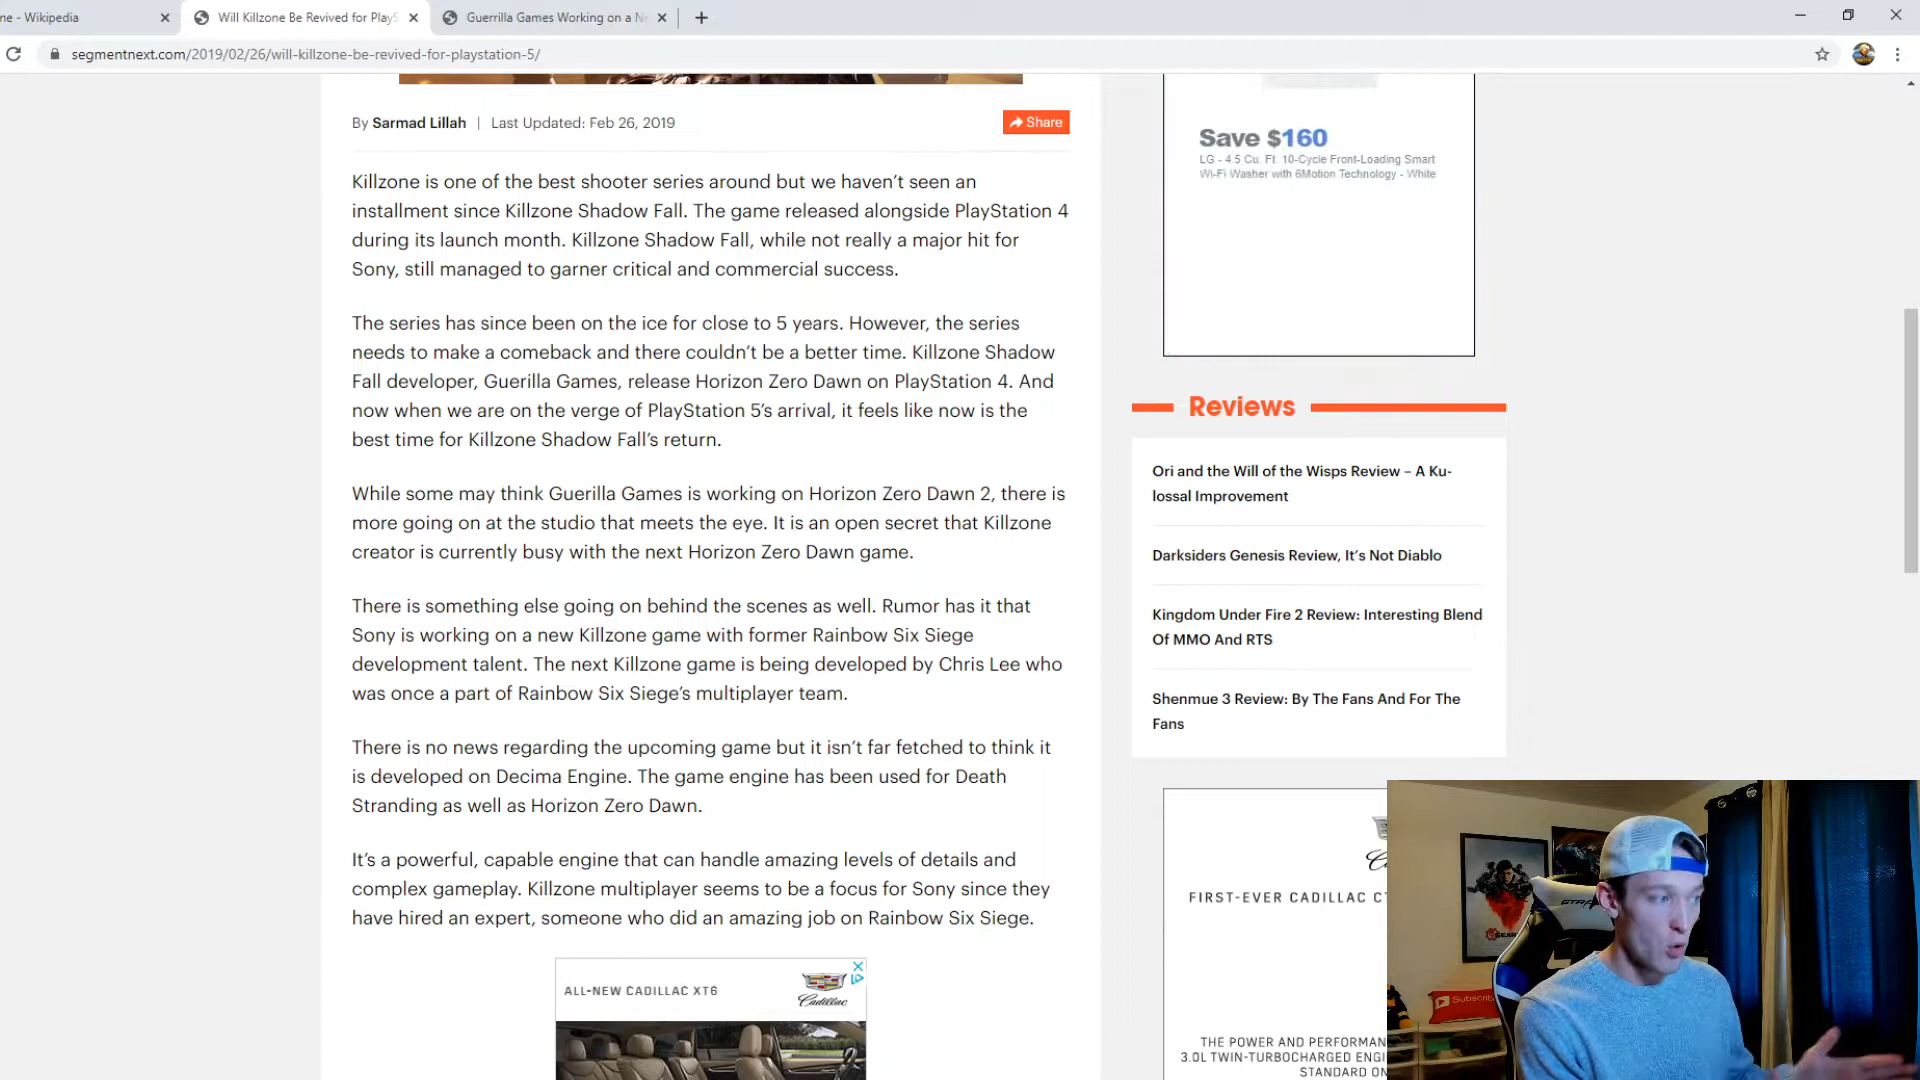 ne - Wikipedia
Will Killzone Be Revived for PlayS
Guerrilla Games Working on a N
segmentnext.com/2019/02/26/will-killzone-be-revived-for-playstation-5/
By Sarmad Lillah | Last Updated: Feb 26, 2019
Share
Killzone is one of the best shooter series around but we haven’t seen an
installment since Killzone Shadow Fall. The game released alongside PlayStation 4
during its launch month. Killzone Shadow Fall, while not really a major hit for
Sony, still managed to garner critical and commercial success.
The series has since been on the ice for close to 5 years. However, the series
needs to make a comeback and there couldn’t be a better time. Killzone Shadow
Fall developer, Guerilla Games, release Horizon Zero Dawn on PlayStation 4. And
now when we are on the verge of PlayStation 5’s arrival, it feels like now is the
best time for Killzone Shadow Fall’s return.
While some may think Guerilla Games is working on Horizon Zero Dawn 2, there is
more going on at the studio that meets the eye. It is an open secret that Killzone
creator is currently busy with the next Horizon Zero Dawn game.
There is something else going on behind the scenes as well. Rumor has it that
Sony is working on a new Killzone game with former Rainbow Six Siege
development talent. The next Killzone game is being developed by Chris Lee who
was once a part of Rainbow Six Siege’s multiplayer team.
There is no news regarding the upcoming game but it isn’t far fetched to think it
is developed on Decima Engine. The game engine has been used for Death
Stranding as well as Horizon Zero Dawn.
It’s a powerful, capable engine that can handle amazing levels of details and
complex gameplay. Killzone multiplayer seems to be a focus for Sony since they
have hired an expert, someone who did an amazing job on Rainbow Six Siege.
ALL-NEW CADILLAC XT6
Cadillac
Save $160
LG - 4.5 Cu. Ft. 10-Cycle Front-Loading Smart
Wi-Fi Washer with 6Motion Technology - White
Reviews
Ori and the Will of the Wisps Review – A Ku-
lossal Improvement
Darksiders Genesis Review, It’s Not Diablo
Kingdom Under Fire 2 Review: Interesting Blend
Of MMO And RTS
Shenmue 3 Review: By The Fans And For The
Fans
FIRST-EVER CADILLAC CT
THE POWER AND PERFORMAN
3.0L TWIN-TURBOCHARGED ENGI
STANDARD ON
GEARS
Subscribe